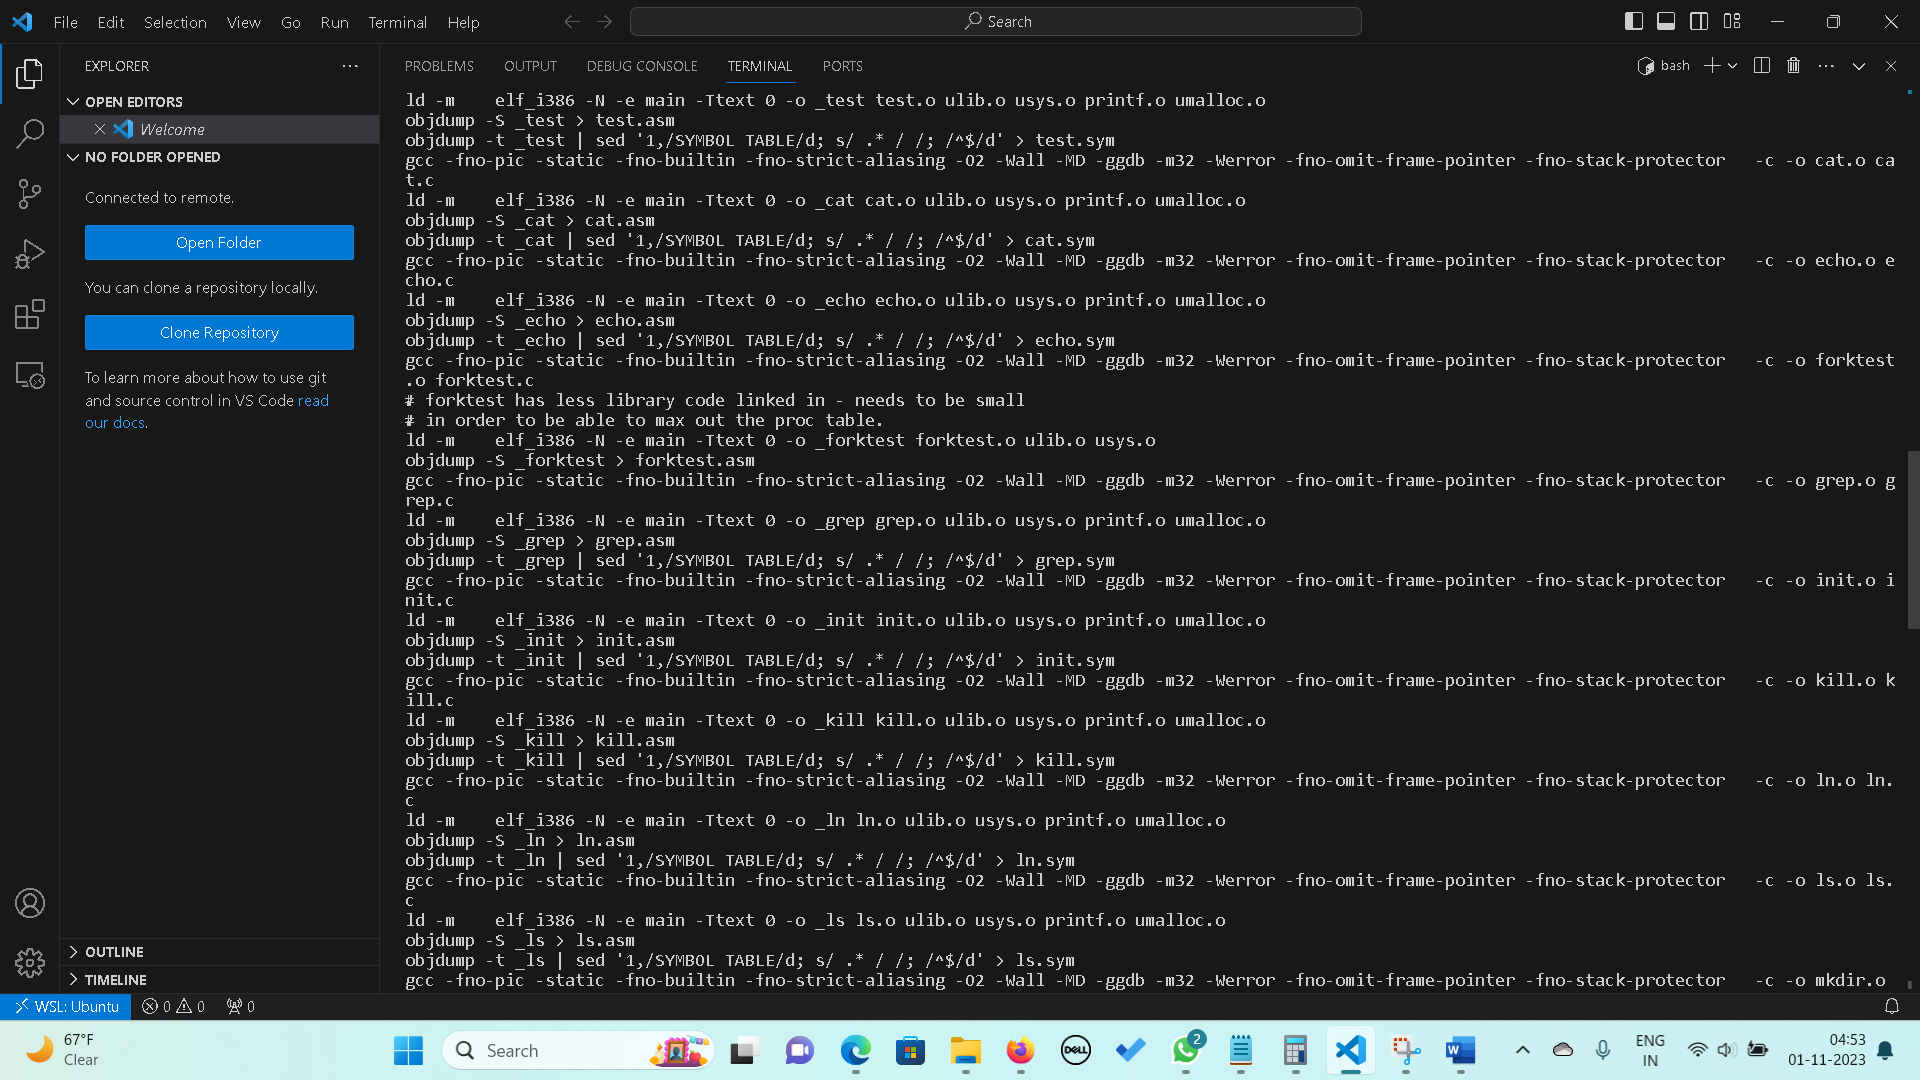 File Edit Selection View Go Run Terminal Help
Search
EXPLORER
OPEN EDITORS
Welcome
NO FOLDER OPENED
Connected to remote.
Open Folder
You can clone a repository locally.
Clone Repository
To learn more about how to use git
and source control in VS Code read
our docs.
OUTLINE
TIMELINE
PROBLEMS OUTPUT DEBUG CONSOLE TERMINAL PORTS
bash
ld -m    elf_i386 -N -e main -Ttext 0 -o _test test.o ulib.o usys.o printf.o umalloc.o
objdump -S _test > test.asm
objdump -t _test | sed '1,/SYMBOL TABLE/d; s/ .* / /; /^$/d' > test.sym
gcc -fno-pic -static -fno-builtin -fno-strict-aliasing -O2 -Wall -MD -ggdb -m32 -Werror -fno-omit-frame-pointer -fno-stack-protector   -c -o cat.o ca
t.c
ld -m    elf_i386 -N -e main -Ttext 0 -o _cat cat.o ulib.o usys.o printf.o umalloc.o
objdump -S _cat > cat.asm
objdump -t _cat | sed '1,/SYMBOL TABLE/d; s/ .* / /; /^$/d' > cat.sym
gcc -fno-pic -static -fno-builtin -fno-strict-aliasing -O2 -Wall -MD -ggdb -m32 -Werror -fno-omit-frame-pointer -fno-stack-protector   -c -o echo.o e
cho.c
ld -m    elf_i386 -N -e main -Ttext 0 -o _echo echo.o ulib.o usys.o printf.o umalloc.o
objdump -S _echo > echo.asm
objdump -t _echo | sed '1,/SYMBOL TABLE/d; s/ .* / /; /^$/d' > echo.sym
gcc -fno-pic -static -fno-builtin -fno-strict-aliasing -O2 -Wall -MD -ggdb -m32 -Werror -fno-omit-frame-pointer -fno-stack-protector   -c -o forktest
.o forktest.c
# forktest has less library code linked in - needs to be small
# in order to be able to max out the proc table.
ld -m    elf_i386 -N -e main -Ttext 0 -o _forktest forktest.o ulib.o usys.o
objdump -S _forktest > forktest.asm
gcc -fno-pic -static -fno-builtin -fno-strict-aliasing -O2 -Wall -MD -ggdb -m32 -Werror -fno-omit-frame-pointer -fno-stack-protector   -c -o grep.o g
rep.c
ld -m    elf_i386 -N -e main -Ttext 0 -o _grep grep.o ulib.o usys.o printf.o umalloc.o
objdump -S _grep > grep.asm
objdump -t _grep | sed '1,/SYMBOL TABLE/d; s/ .* / /; /^$/d' > grep.sym
gcc -fno-pic -static -fno-builtin -fno-strict-aliasing -O2 -Wall -MD -ggdb -m32 -Werror -fno-omit-frame-pointer -fno-stack-protector   -c -o init.o i
nit.c
ld -m    elf_i386 -N -e main -Ttext 0 -o _init init.o ulib.o usys.o printf.o umalloc.o
objdump -S _init > init.asm
objdump -t _init | sed '1,/SYMBOL TABLE/d; s/ .* / /; /^$/d' > init.sym
gcc -fno-pic -static -fno-builtin -fno-strict-aliasing -O2 -Wall -MD -ggdb -m32 -Werror -fno-omit-frame-pointer -fno-stack-protector   -c -o kill.o k
ill.c
ld -m    elf_i386 -N -e main -Ttext 0 -o _kill kill.o ulib.o usys.o printf.o umalloc.o
objdump -S _kill > kill.asm
objdump -t _kill | sed '1,/SYMBOL TABLE/d; s/ .* / /; /^$/d' > kill.sym
gcc -fno-pic -static -fno-builtin -fno-strict-aliasing -O2 -Wall -MD -ggdb -m32 -Werror -fno-omit-frame-pointer -fno-stack-protector   -c -o ln.o ln.
c
ld -m    elf_i386 -N -e main -Ttext 0 -o _ln ln.o ulib.o usys.o printf.o umalloc.o
objdump -S _ln > ln.asm
objdump -t _ln | sed '1,/SYMBOL TABLE/d; s/ .* / /; /^$/d' > ln.sym
gcc -fno-pic -static -fno-builtin -fno-strict-aliasing -O2 -Wall -MD -ggdb -m32 -Werror -fno-omit-frame-pointer -fno-stack-protector   -c -o ls.o ls.
c
ld -m    elf_i386 -N -e main -Ttext 0 -o _ls ls.o ulib.o usys.o printf.o umalloc.o
objdump -S _ls > ls.asm
objdump -t _ls | sed '1,/SYMBOL TABLE/d; s/ .* / /; /^$/d' > ls.sym
gcc -fno-pic -static -fno-builtin -fno-strict-aliasing -O2 -Wall -MD -ggdb -m32 -Werror -fno-omit-frame-pointer -fno-stack-protector   -c -o mkdir.o
WSL: Ubuntu 0 0 0
67°F
Clear
Search
DELL
2
W
ENG
IN
04:53
01-11-2023